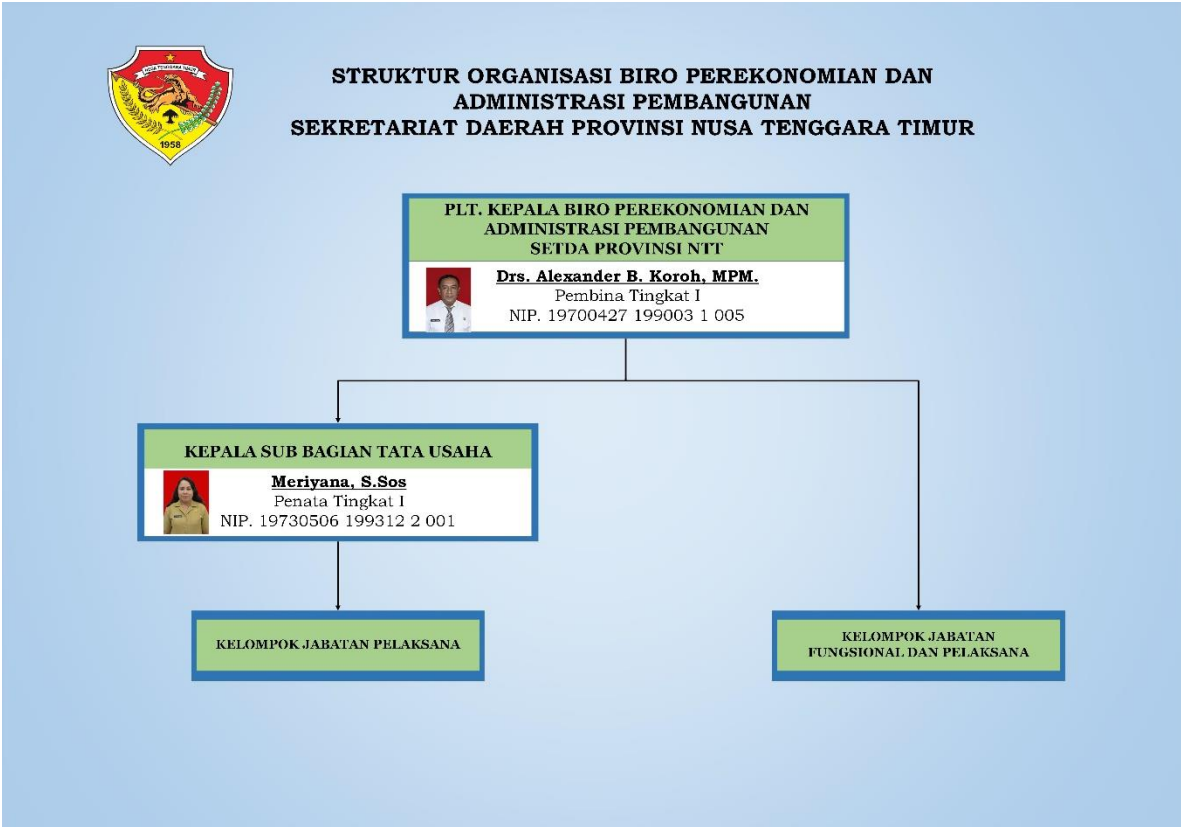 STRUKTUR ORGANISASI BIRO PEREKONOMIAN DAN
ADMINISTRASI PEMBANGUNAN
SEKRETARIAT DAERAH PROVINSI NUSA TENGGARA TIMUR
NUSA TENGGARA TIMUR
1958
PLT. KEPALA BIRO PEREKONOMIAN DAN
ADMINISTRASI PEMBANGUNAN
SETDA PROVINSI NTT
Drs. Alexander B. Koroh, MPM.
Pembina Tingkat I
NIP. 19700427 199003 1 005
KEPALA SUB BAGIAN TATA USAHA
Meriyana, S.Sos
Penata Tingkat I
NIP. 19730506 199312 2 001
KELOMPOK JABATAN PELAKSANA
KELOMPOK JABATAN
FUNGSIONAL DAN PELAKSANA